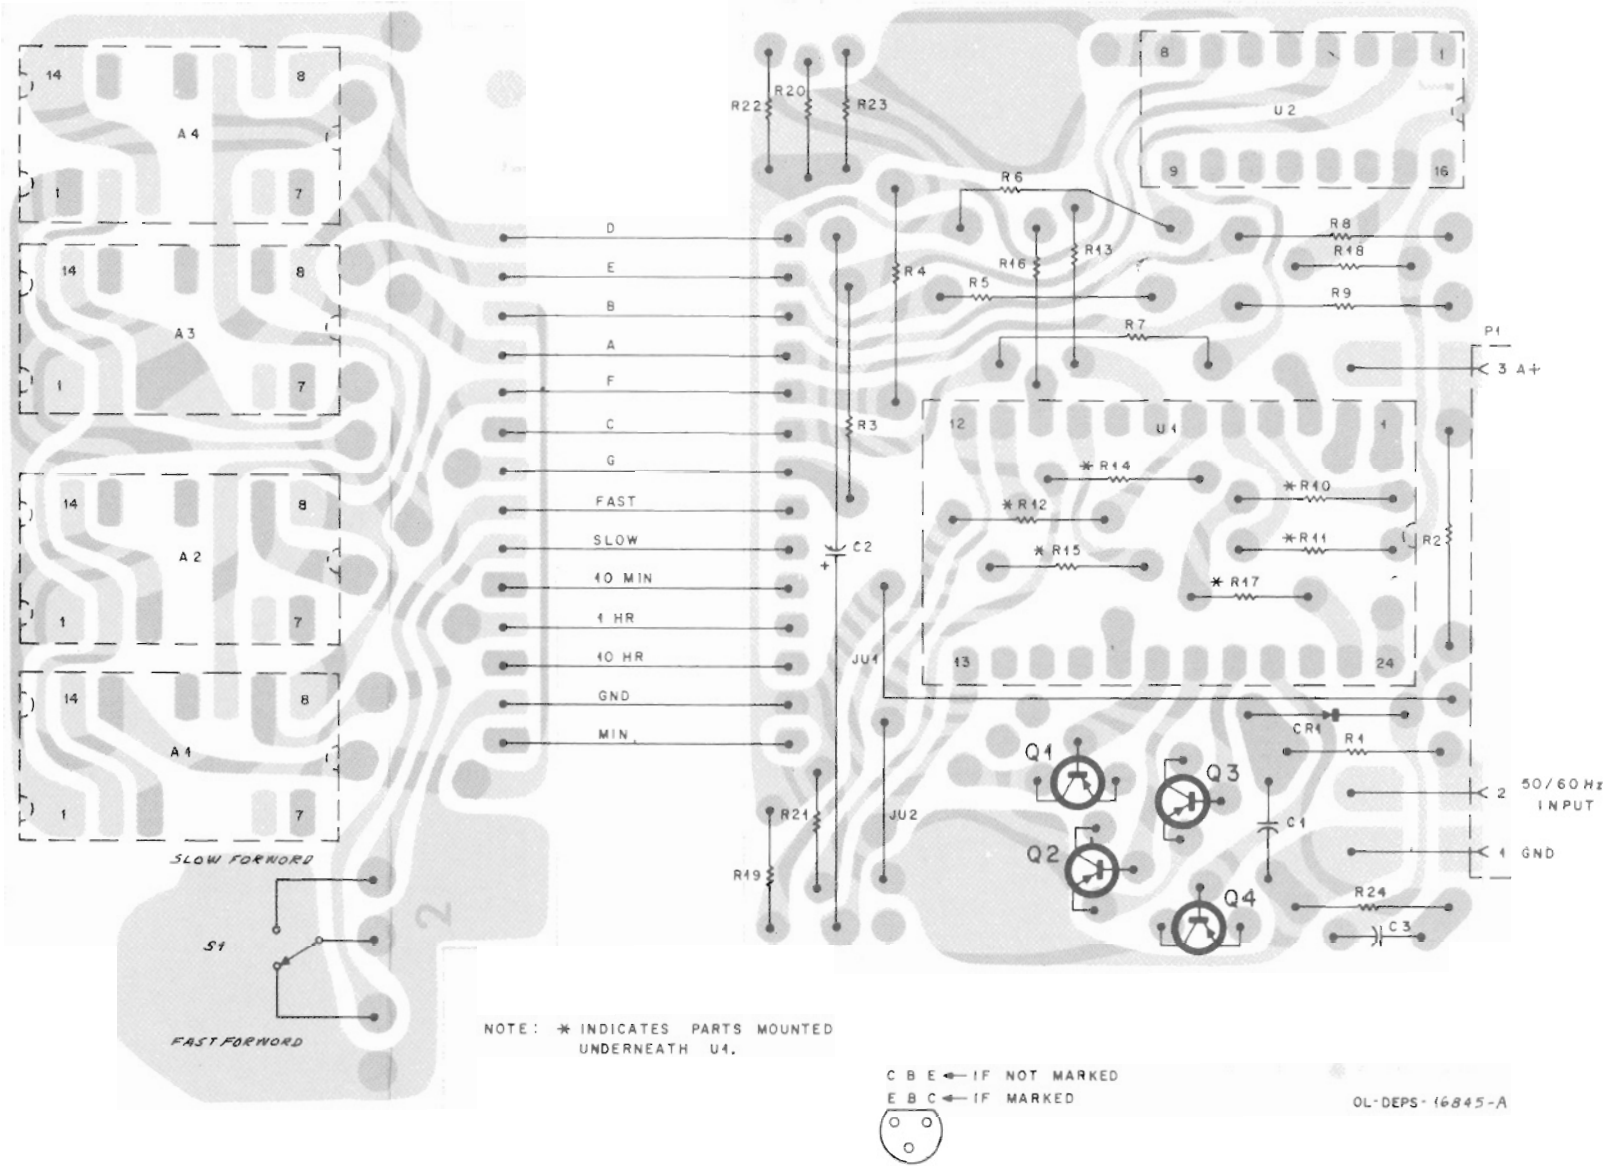 14 8
A4
1 7
14 8
A3
1 7
14 8
A2
1 7
14 8
A1
1 7
SLOW FORWORD
S1
FAST FORWORD
2
D
E
B
A
F
C
G
FAST
SLOW
10 MIN
1 HR
10 HR
GND
MIN.
R22 R20 R23
8 1
U2
9 16
R6
R4 R16 R13
R5
R7
R8
R18
R9
P1
3 A+
R3
12 U1 1
* R14
* R10
* R12
* R11
R2
* R15
* R17
13 24
C2
+
JU1
CR1
R1
Q1
Q3
2 50/60Hz
INPUT
R21
JU2
C1
Q2
1 GND
R19
R24
Q4
C3
NOTE: * INDICATES PARTS MOUNTED
UNDERNEATH U1.
C B E IF NOT MARKED
E B C IF MARKED
OL-DEPS-16845-A